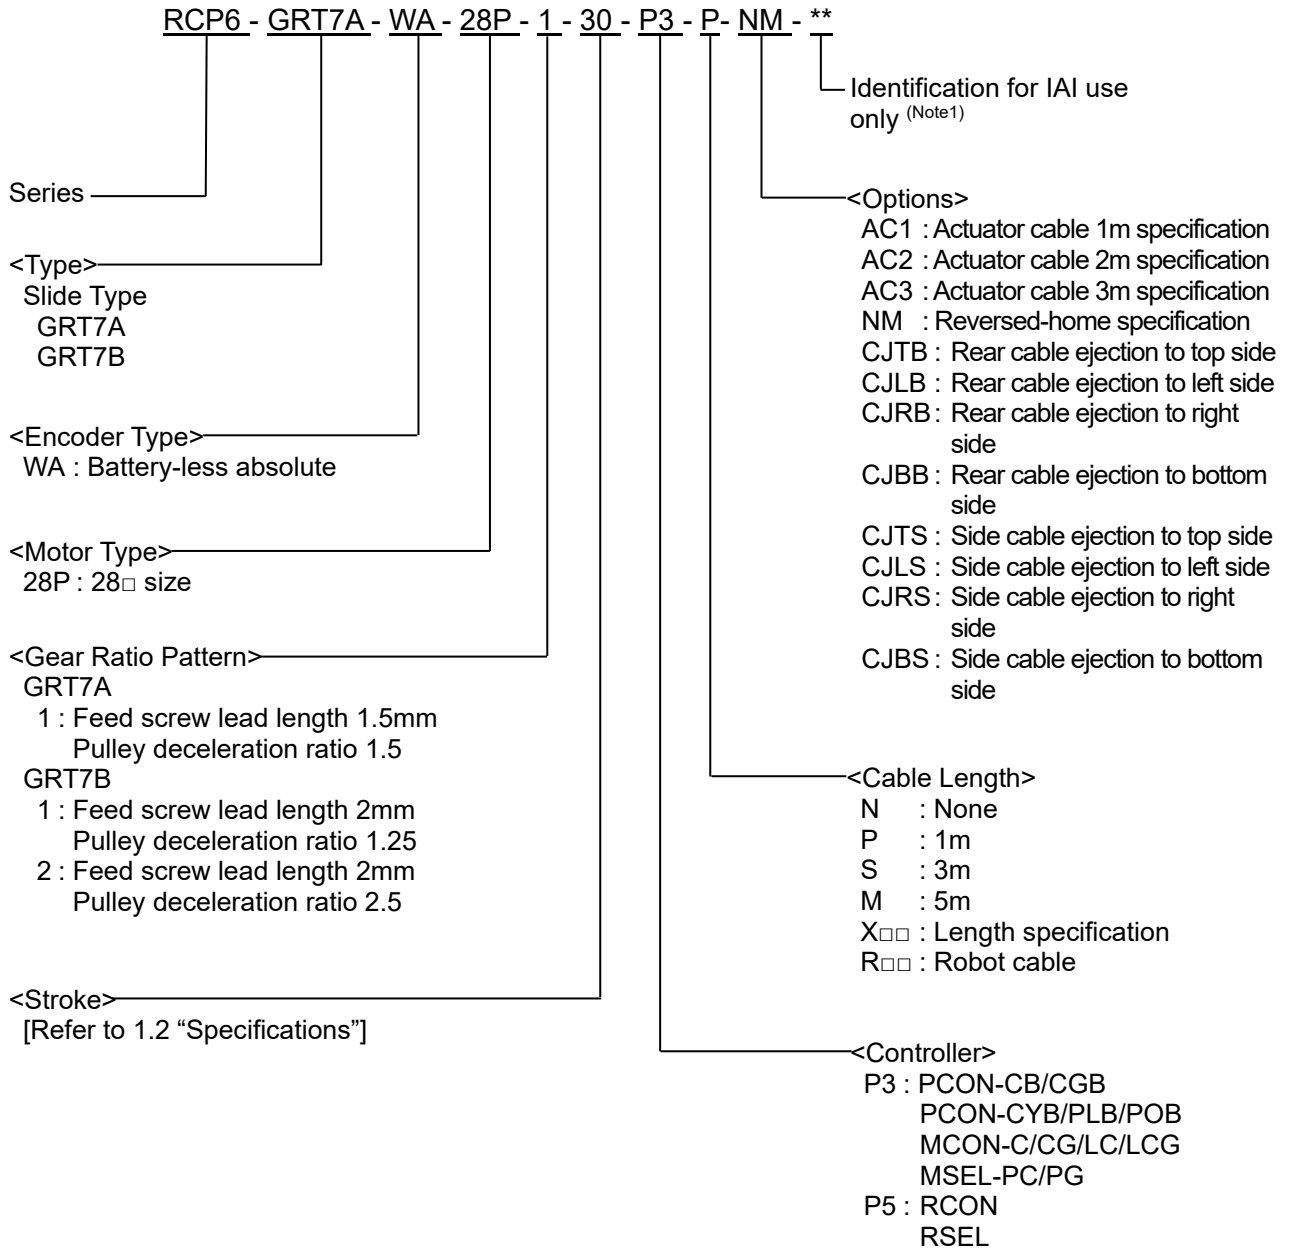 RCP6 - GRT7A - WA - 28P - 1 - 30 - P3 - P- NM - **
Identification for IAI use
only (Note1)
Series
<Type>
Slide Type
GRT7A
GRT7B
<Encoder Type>
WA : Battery-less absolute
<Motor Type>
28P : 28□ size
<Gear Ratio Pattern>
GRT7A
1 : Feed screw lead length 1.5mm
Pulley deceleration ratio 1.5
GRT7B
1 : Feed screw lead length 2mm
Pulley deceleration ratio 1.25
2 : Feed screw lead length 2mm
Pulley deceleration ratio 2.5
<Stroke>
[Refer to 1.2 “Specifications”]
<Options>
AC1 : Actuator cable 1m specification
AC2 : Actuator cable 2m specification
AC3 : Actuator cable 3m specification
NM : Reversed-home specification
CJTB : Rear cable ejection to top side
CJLB : Rear cable ejection to left side
CJRB : Rear cable ejection to right
side
CJBB : Rear cable ejection to bottom
side
CJTS : Side cable ejection to top side
CJLS : Side cable ejection to left side
CJRS : Side cable ejection to right
side
CJBS : Side cable ejection to bottom
side
<Cable Length>
N : None
P : 1m
S : 3m
M : 5m
X□□ : Length specification
R□□ : Robot cable
<Controller>
P3 : PCON-CB/CGB
PCON-CYB/PLB/POB
MCON-C/CG/LC/LCG
MSEL-PC/PG
P5 : RCON
RSEL